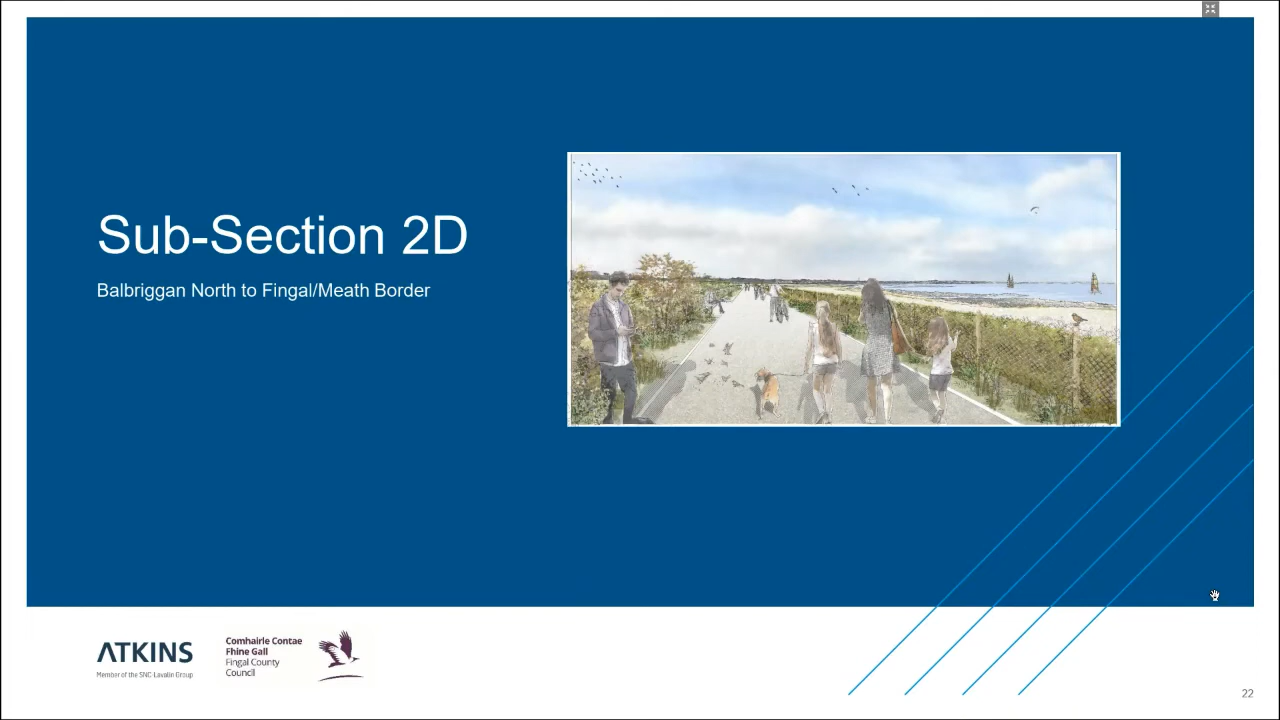 Sub-Section 2D
Balbriggan North to Fingal/Meath Border
ATKINS
Member of the SNC-Lavalin Group
Comhairle Contae
Fhine Gall
Fingal County
Council
22